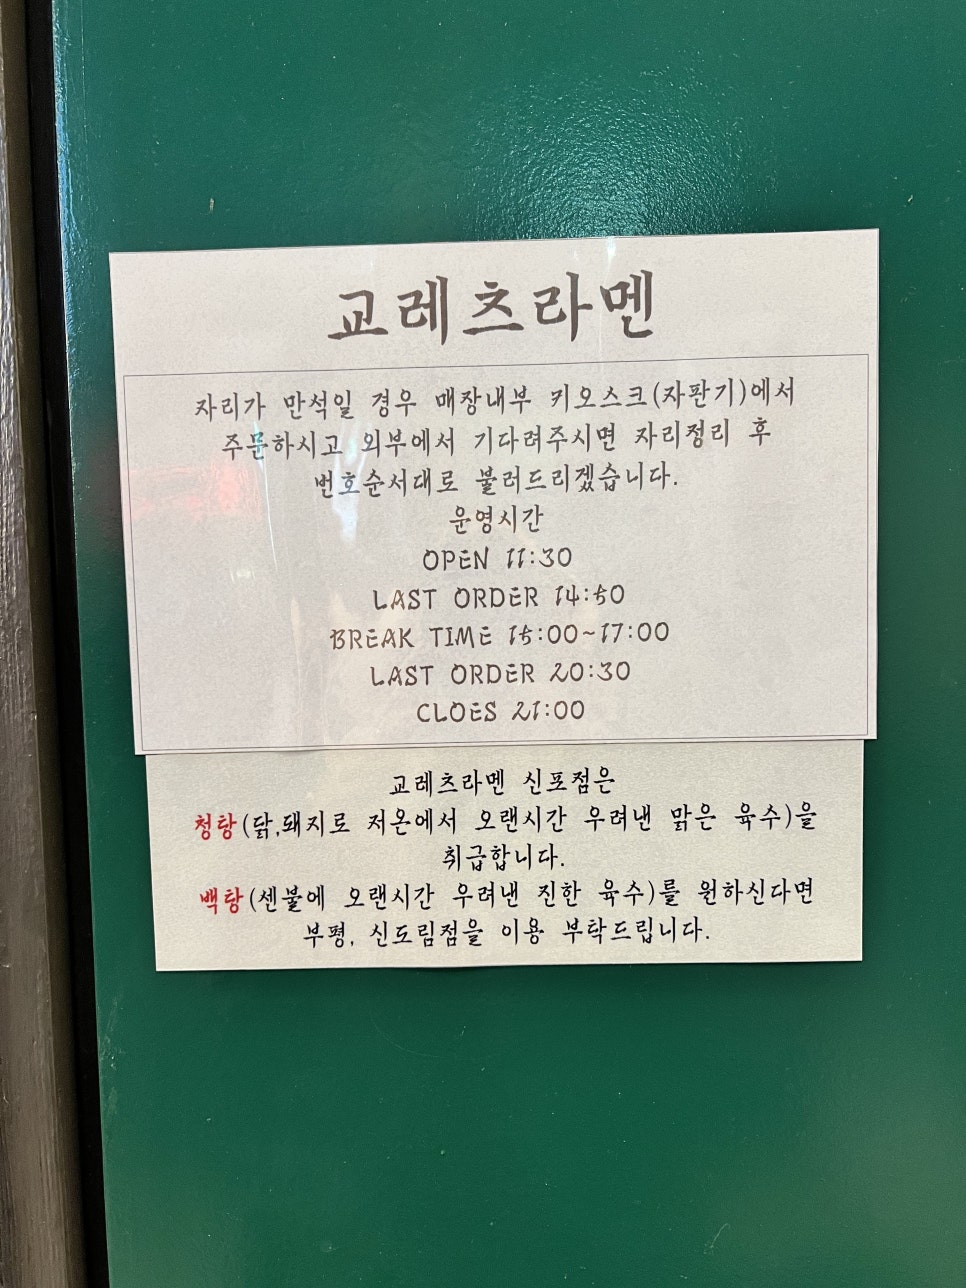 교레츠라멘
자리가 만석일 경우 매장내부 키오스크(자판기)에서
주문하시고 외부에서 기다려주시면 자리정리 후
번호순서대로 불러드리겠습니다.
운영시간
OPEN 11:30
LAST ORDER 14:50
BREAK TIME 15:00~17:00
LAST ORDER 20:30
CLOES 21:00
교레츠라멘 신포점은
청탕(닭,돼지로 저온에서 오랜시간 우려낸 맑은 육수)을
취급합니다.
백탕(센불에 오랜시간 우려낸 진한 육수)를 원하신다면
부평, 신도림점을 이용 부탁드립니다.